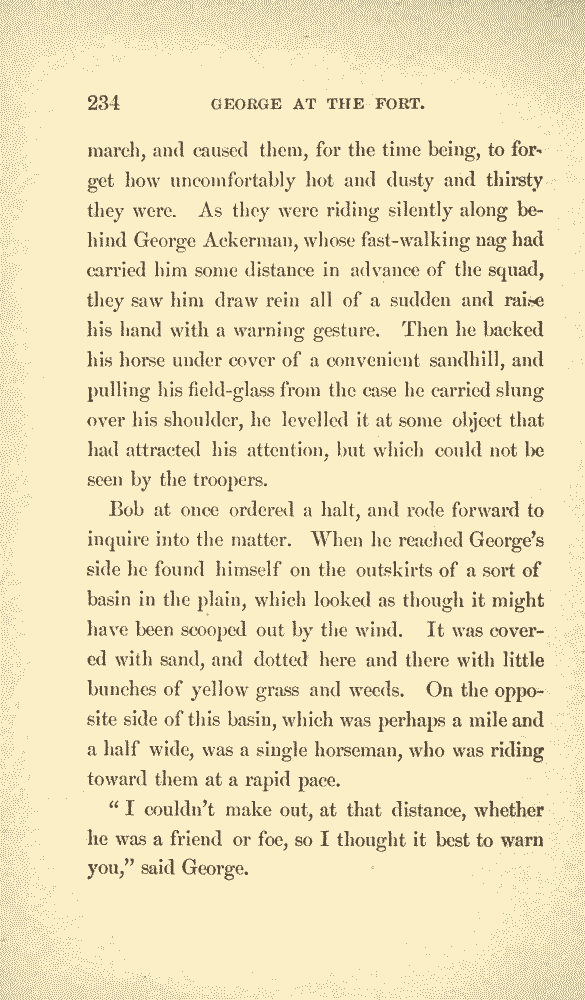 234 GEORGE AT THE FORT.
march, and caused them, for the time being, to for-
get how uncomfortably hot and dusty and thirsty
they were. As they were riding silently along be-
hind George Ackerman, whose fast-walking nag had
carried him some distance in advance of the squad,
they saw him draw rein all of a sudden and raise
his hand with a warning gesture. Then he backed
his horse under cover of a convenient sandhill, and
pulling his field-glass from the case he carried slung
over his shoulder, he levelled it at some object that
had attracted his attention, but which could not be
seen by the troopers.
Bob at once ordered a halt, and rode forward to
inquire into the matter. When he reached George's
side he found himself on the outskirts of a sort of
basin in the plain, which looked as though it might
have been scooped out by the wind. It was cover-
ed with sand, and dotted here and there with little
bunches of yellow grass and weeds. On the oppo-
site side of this basin, which was perhaps a mile and
a half wide, was a single horseman, who was riding
toward them at a rapid pace.
“ I couldn't make out, at that distance, whether
he was a friend or foe, so I thought it best to warn
you,” said George.